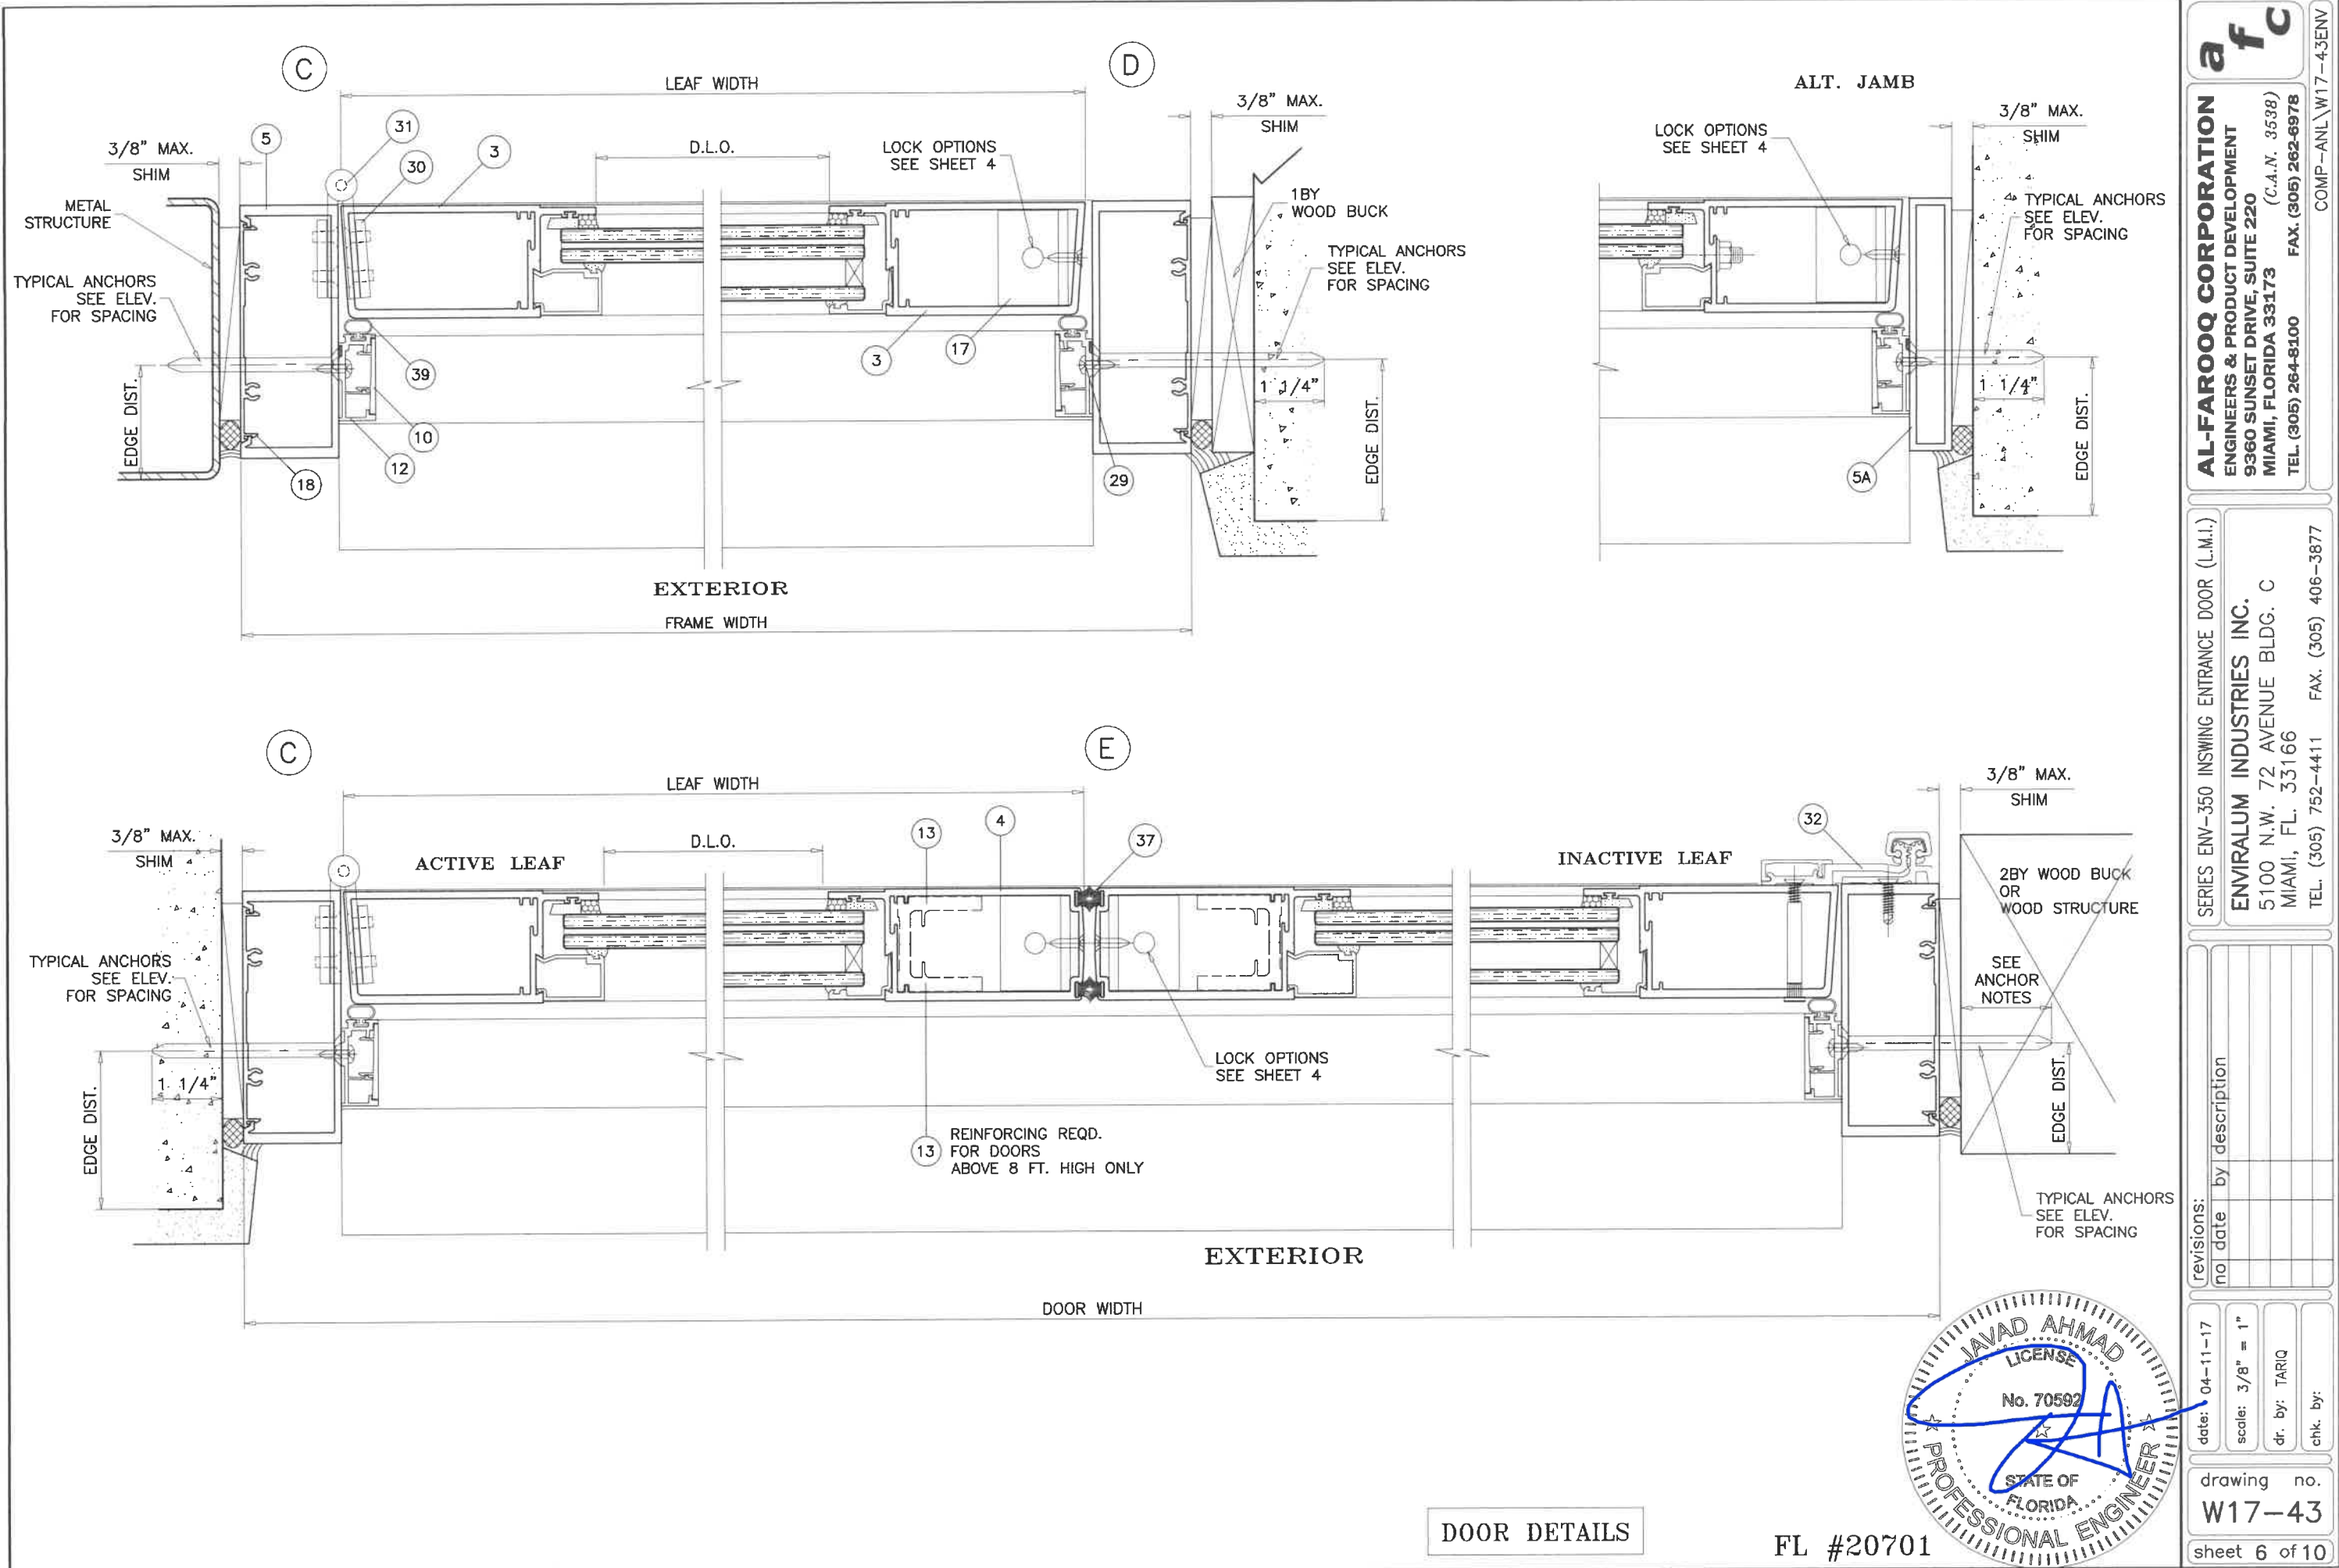 C
D
LEAF WIDTH
ALT. JAMB
3/8" MAX.
SHIM
5
31
30
3
D.L.O.
LOCK OPTIONS
SEE SHEET 4
3/8" MAX.
SHIM
METAL
STRUCTURE
1BY
WOOD BUCK
TYPICAL ANCHORS
SEE ELEV.
FOR SPACING
TYPICAL ANCHORS
SEE ELEV.
FOR SPACING
EDGE DIST.
39
10
12
18
3
17
29
1 1/4"
EDGE DIST.
EXTERIOR
FRAME WIDTH
LOCK OPTIONS
SEE SHEET 4
3/8" MAX.
SHIM
TYPICAL ANCHORS
SEE ELEV.
FOR SPACING
1 1/4"
EDGE DIST.
5A
C
E
LEAF WIDTH
3/8" MAX.
SHIM
ACTIVE LEAF
D.L.O.
13
4
37
INACTIVE LEAF
32
3/8" MAX.
SHIM
2BY WOOD BUCK
OR
WOOD STRUCTURE
SEE
ANCHOR
NOTES
TYPICAL ANCHORS
SEE ELEV.
FOR SPACING
1 1/4"
EDGE DIST.
LOCK OPTIONS
SEE SHEET 4
13
REINFORCING REQD.
FOR DOORS
ABOVE 8 FT. HIGH ONLY
EDGE DIST.
TYPICAL ANCHORS
SEE ELEV.
FOR SPACING
EXTERIOR
DOOR WIDTH
DOOR DETAILS
FL #20701
JAVAD AHMAD
LICENSE
No. 70592
STATE OF
FLORIDA
PROFESSIONAL ENGINEER
afc
AL-FAROOQ CORPORATION
ENGINEERS & PRODUCT DEVELOPMENT
9360 SUNSET DRIVE, SUITE 220
MIAMI, FLORIDA 33173 (C.A.N. 3538)
TEL. (305) 264-8100 FAX. (305) 262-6978
COMP-ANL\W17-43ENV
SERIES ENV-350 INSWING ENTRANCE DOOR (L.M.I.)
ENVIRALUM INDUSTRIES INC.
5100 N.W. 72 AVENUE BLDG. C
MIAMI, FL. 33166
TEL. (305) 752-4411 FAX. (305) 406-3877
revisions:
no date by description
date: 04-11-17
scale: 3/8" = 1"
dr. by: TARIQ
chk. by:
drawing no.
W17-43
sheet 6 of 10